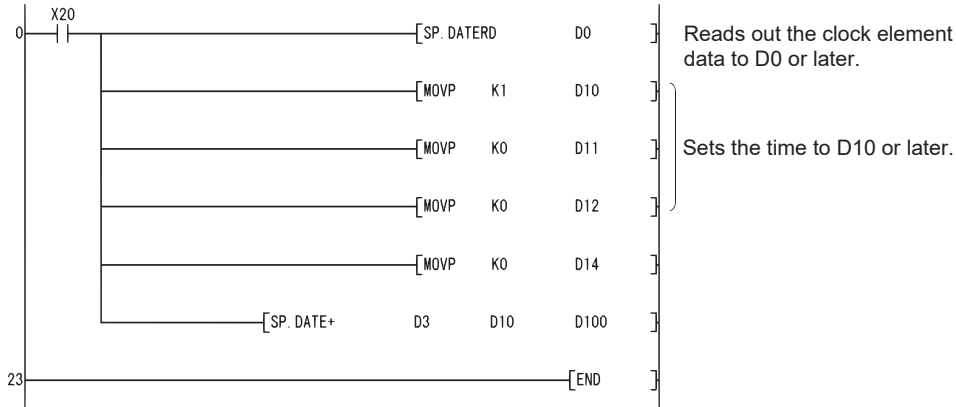 X20
0 [SP.DATERD D0 ] Reads out the clock element
data to D0 or later.
[MOVP K1 D10 ]
[MOVP K0 D11 ] Sets the time to D10 or later.
[MOVP K0 D12 ]
[MOVP K0 D14 ]
[SP.DATE+ D3 D10 D100 ]
23 [END ]